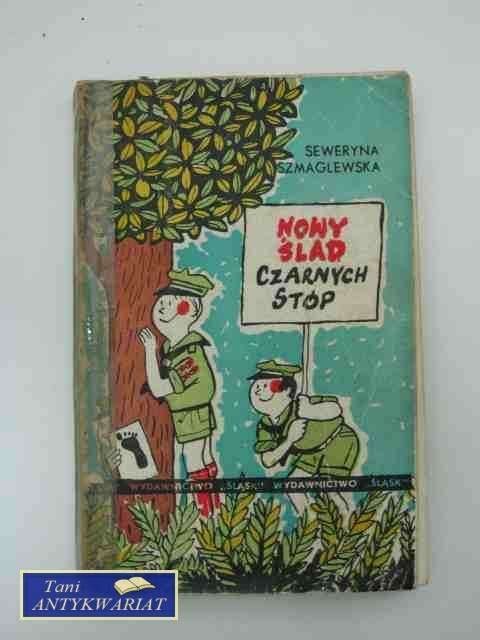 SEWERYNA
SZMAGLEWSKA
NOWY
ŚLAD
CZARNYCH
STÓP
WYDAWNICTWO „ŚLĄSK” WYDAWNICTWO „ŚLĄSK”
Tani
ANTYKWARIAT